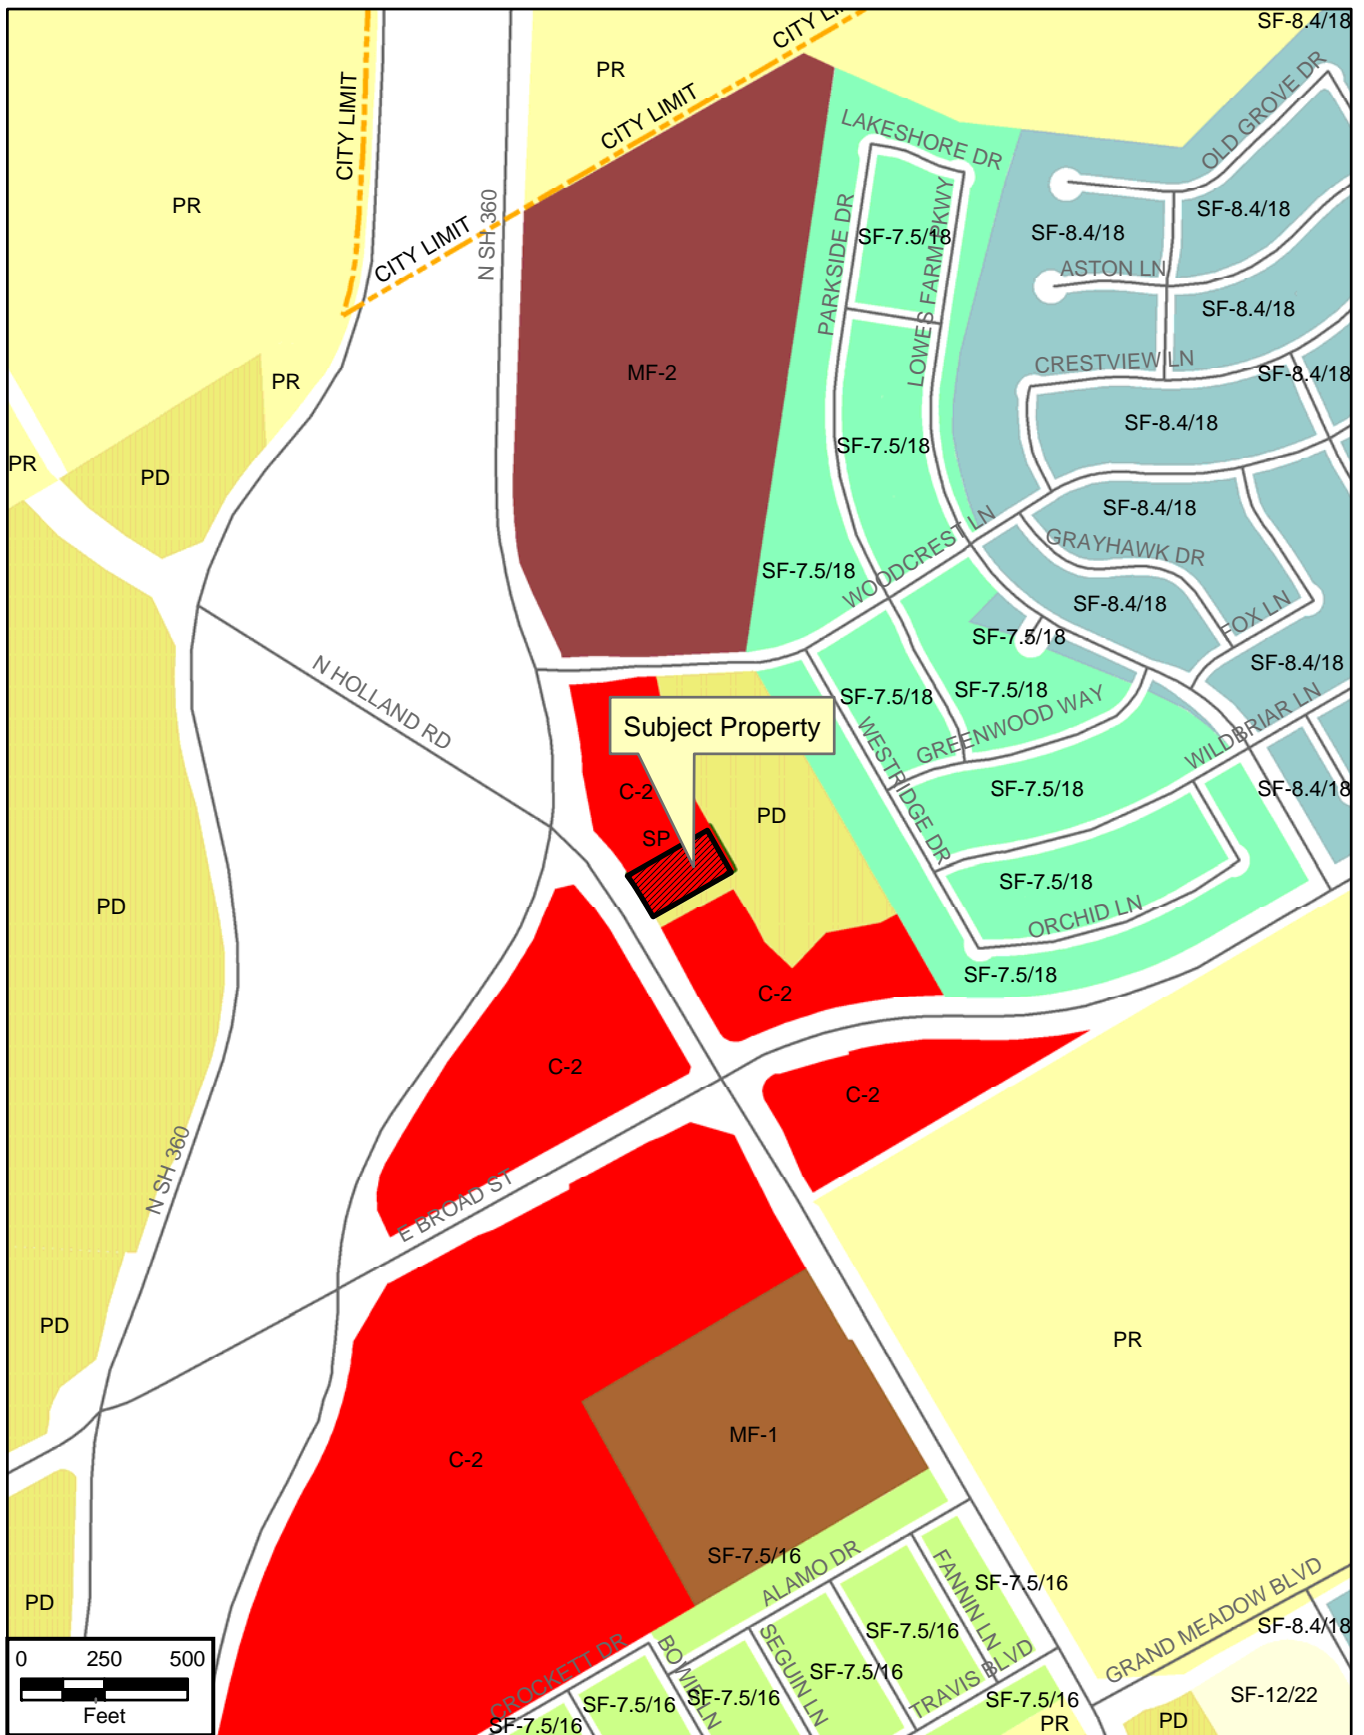 SF-8.4/18
CITY LIMIT
PR
CITY LIMIT
CITY LIMIT
OLD GROVE DR
LAKESHORE DR
PR
N SH 360
CITY LIMIT
PARKSIDE DR
SF-7.5/18
LOWES FARM PKWY
SF-8.4/18
SF-8.4/18
ASTON LN
SF-8.4/18
MF-2
CRESTVIEW LN
SF-8.4/18
PR
SF-8.4/18
SF-7.5/18
PR
PD
SF-8.4/18
WOODCREST LN
GRAYHAWK DR
SF-7.5/18
SF-8.4/18
FOX LN
SF-7.5/18
SF-8.4/18
N HOLLAND RD
SF-7.5/18
SF-7.5/18
GREENWOOD WAY
WILDBRIAR LN
Subject Property
WESTRIDGE DR
C-2
SF-7.5/18
SF-8.4/18
PD
SP
SF-7.5/18
PD
ORCHID LN
SF-7.5/18
C-2
C-2
C-2
N SH 360
E BROAD ST
PD
PR
MF-1
C-2
SF-7.5/16
ALAMO DR
FANNIN LN
SF-7.5/16
PD
GRAND MEADOW BLVD
SF-8.4/18
SF-7.5/16
CROCKETT DR
BOWIE LN
SEGUIN LN
SF-7.5/16
TRAVIS BLVD
SF-7.5/16
SF-7.5/16
SF-7.5/16
SF-7.5/16
SF-12/22
PR
PD
0 250 500
Feet